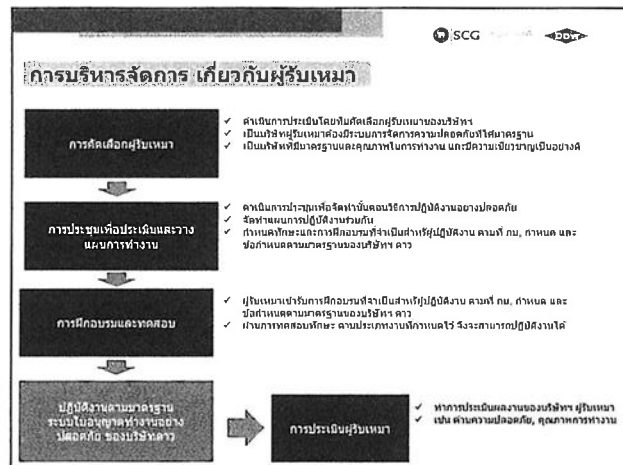 SCG
Dow
การบริหารจัดการ เกี่ยวกับผู้รับเหมา
การคัดเลือกผู้รับเหมา
✓ ดำเนินการประเมินโดยทีมคัดเลือกผู้รับเหมาของบริษัทฯ
✓ เป็นบริษัทผู้รับเหมาต้องมีระบบการจัดการความปลอดภัยที่ได้มาตรฐาน
✓ เป็นบริษัทที่มีมาตรฐานและคุณภาพในการทำงาน และมีความเชี่ยวชาญเป็นอย่างดี
การประชุมเพื่อประเมินและวาง
แผนการทำงาน
✓ ดำเนินการประชุมเพื่อจัดทำขั้นตอนวิธีการปฏิบัติงานอย่างปลอดภัย
✓ จัดทำแผนการปฏิบัติงานร่วมกัน
✓ กำหนดทักษะและการฝึกอบรมที่จำเป็นสำหรับผู้ปฏิบัติงาน ตามที่ กม. กำหนด และ
ข้อกำหนดตามมาตรฐานของบริษัทฯ ดาว
การฝึกอบรมและทดสอบ
✓ ผู้รับเหมาเข้ารับการฝึกอบรมที่จำเป็นสำหรับผู้ปฏิบัติงาน ตามที่ กม. กำหนด และ
ข้อกำหนดตามมาตรฐานของบริษัทฯ ดาว
✓ ผ่านการทดสอบทักษะ ตามประเภทงานที่กำหนดไว้ จึงจะสามารถปฏิบัติงานได้
ปฏิบัติงานตามมาตรฐาน
ระบบใบอนุญาตทำงานอย่าง
ปลอดภัย ของบริษัทดาว
การประเมินผู้รับเหมา
✓ ทำการประเมินผลงานของบริษัทฯ ผู้รับเหมา
✓ เช่น ด้านความปลอดภัย, คุณภาพการทำงาน